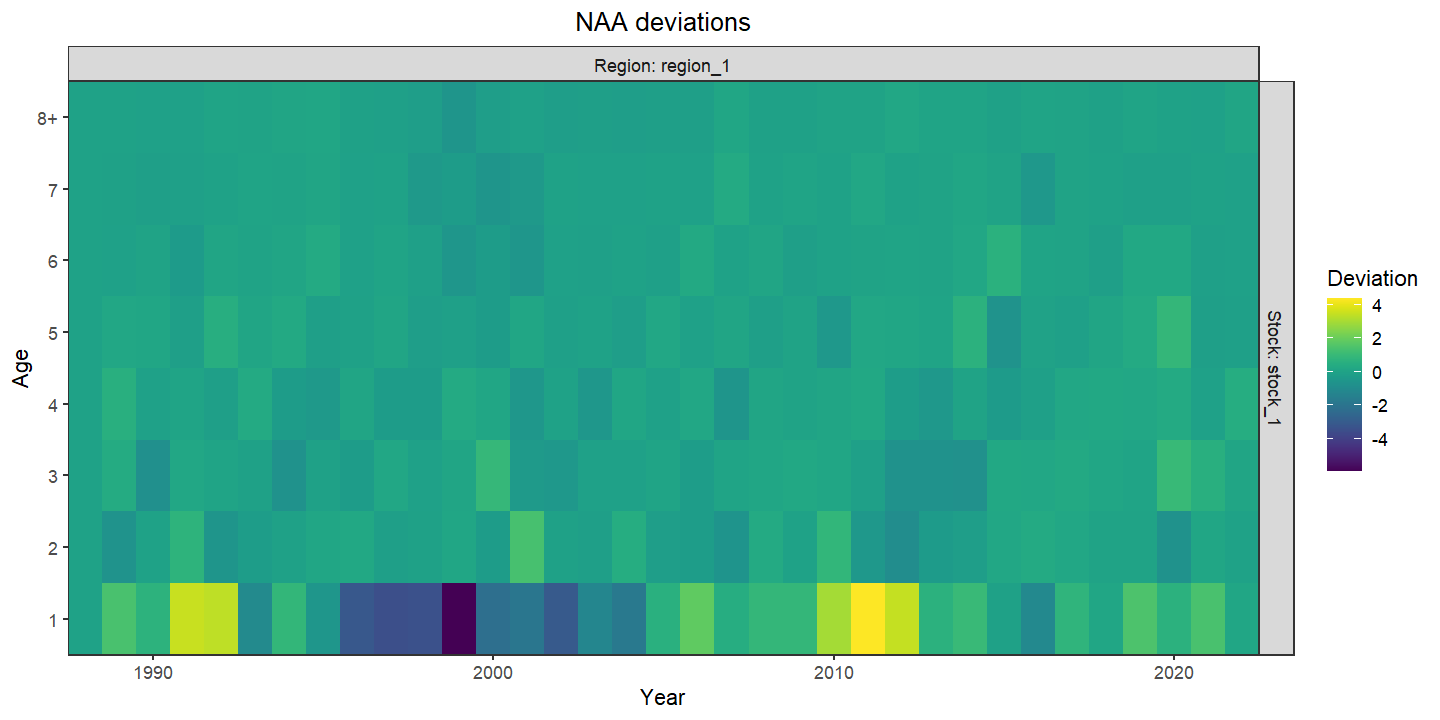 NAA deviations
Region: region_1
Stock: stock_1
Age
8+
7
6
5
4
3
2
1
1990
2000
2010
2020
Year
Deviation
4
2
0
-2
-4